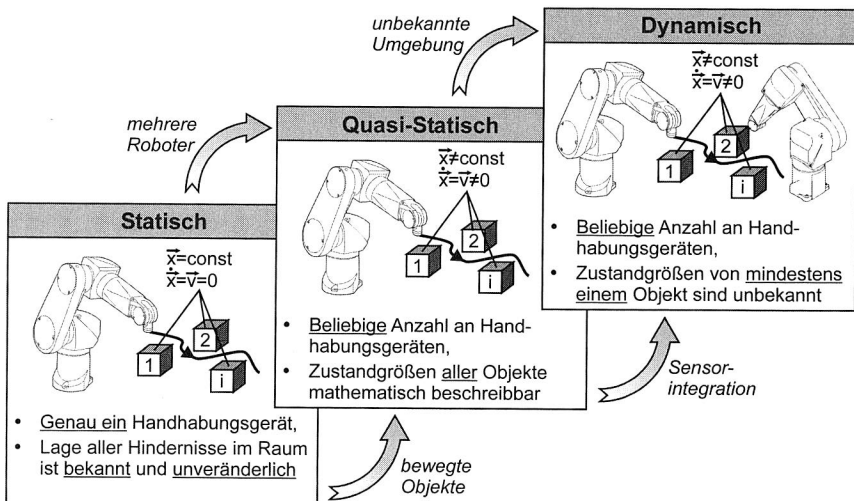 Statisch
x⃗=const
ẋ⃗=v⃗=0
1
2
i
• Genau ein Handhabungsgerät,
• Lage aller Hindernisse im Raum
ist bekannt und unveränderlich
mehrere
Roboter
bewegte
Objekte
Quasi-Statisch
x⃗≠const
ẋ⃗=v⃗≠0
1
2
i
• Beliebige Anzahl an Hand-
habungsgeräten,
• Zustandgrößen aller Objekte
mathematisch beschreibbar
unbekannte
Umgebung
Sensor-
integration
Dynamisch
x⃗≠const
ẋ⃗=v⃗≠0
1
2
i
• Beliebige Anzahl an Hand-
habungsgeräten,
• Zustandgrößen von mindestens
einem Objekt sind unbekannt